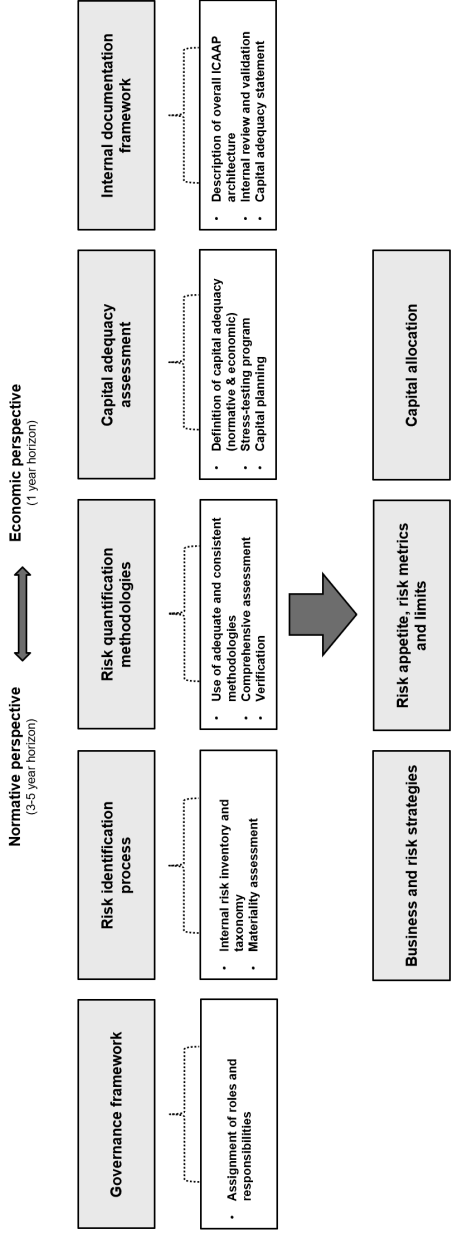 Normative perspective
(3-5 year horizon)
Economic perspective
(1 year horizon)
Governance framework
Risk identification
process
Risk quantification
methodologies
Capital adequacy
assessment
Internal documentation
framework
• Assignment of roles and
responsibilities
• Internal risk inventory and
taxonomy
• Materiality assessment
• Use of adequate and consistent
methodologies
• Comprehensive assessment
• Verification
• Definition of capital adequacy
(normative & economic)
• Stress-testing program
• Capital planning
• Description of overall ICAAP
architecture
• Internal review and validation
• Capital adequacy statement
Business and risk strategies
Risk appetite, risk metrics
and limits
Capital allocation